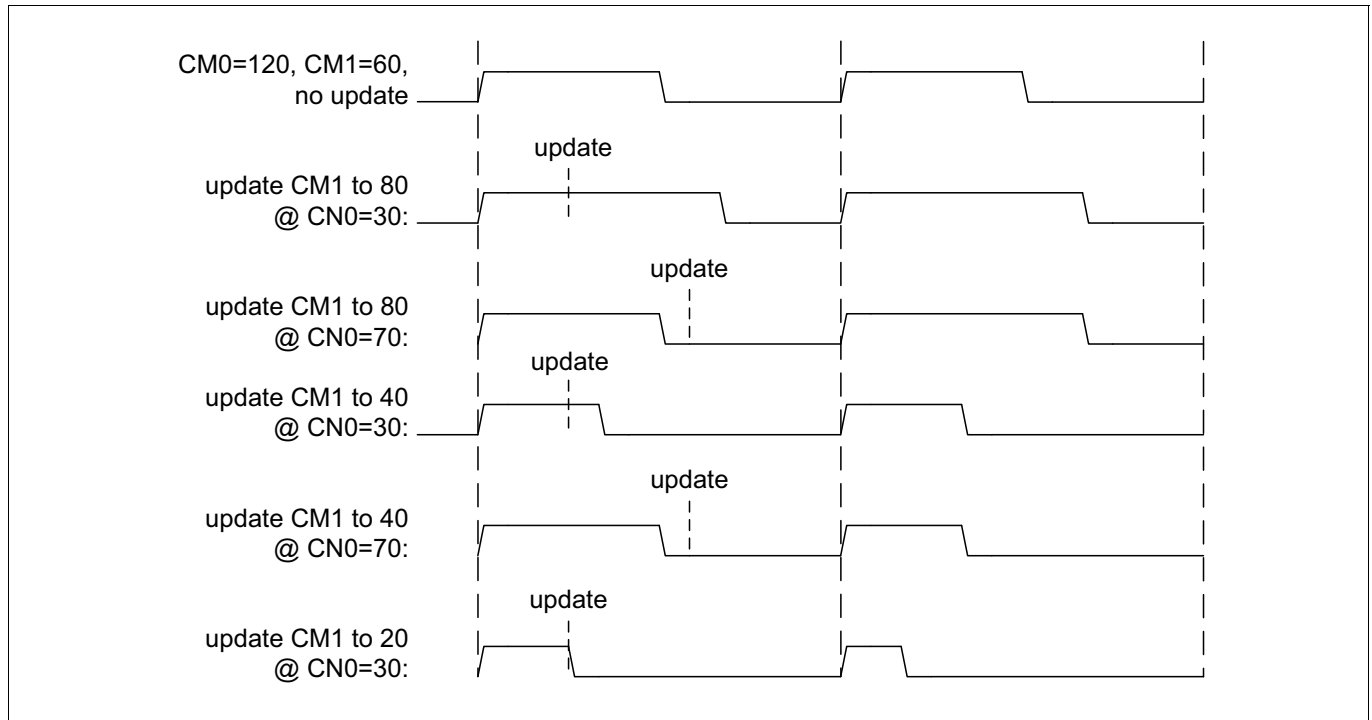 CM0=120, CM1=60,
no update
update
update CM1 to 80
@ CN0=30:
update
update CM1 to 80
@ CN0=70:
update
update CM1 to 40
@ CN0=30:
update
update CM1 to 40
@ CN0=70:
update
update CM1 to 20
@ CN0=30: